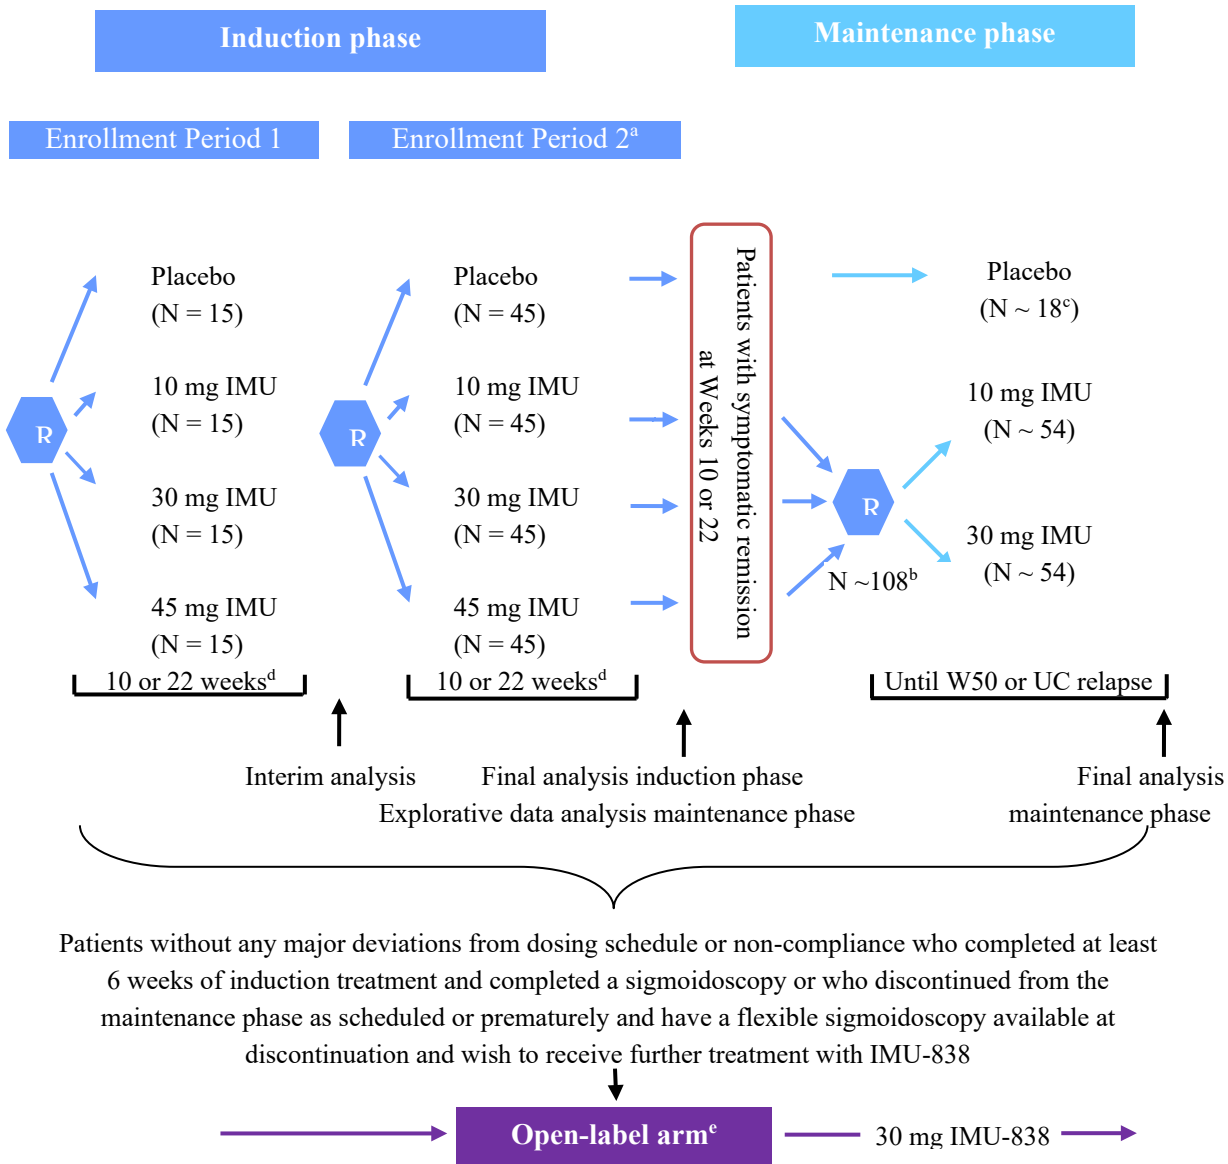 Induction phase
Maintenance phase
Enrollment Period 1
Enrollment Period 2a
Placebo
(N = 15)
10 mg IMU
(N = 15)
30 mg IMU
(N = 15)
45 mg IMU
(N = 15)
R
10 or 22 weeksd
Placebo
(N = 45)
10 mg IMU
(N = 45)
30 mg IMU
(N = 45)
45 mg IMU
(N = 45)
R
10 or 22 weeksd
Patients with symptomatic remission
at Weeks 10 or 22
R
N ~108b
Placebo
(N ~ 18c)
10 mg IMU
(N ~ 54)
30 mg IMU
(N ~ 54)
Until W50 or UC relapse
Interim analysis
Final analysis induction phase
Explorative data analysis maintenance phase
Final analysis
maintenance phase
Patients without any major deviations from dosing schedule or non-compliance who completed at least
6 weeks of induction treatment and completed a sigmoidoscopy or who discontinued from the
maintenance phase as scheduled or prematurely and have a flexible sigmoidoscopy available at
discontinuation and wish to receive further treatment with IMU-838
Open-label arme
30 mg IMU-838